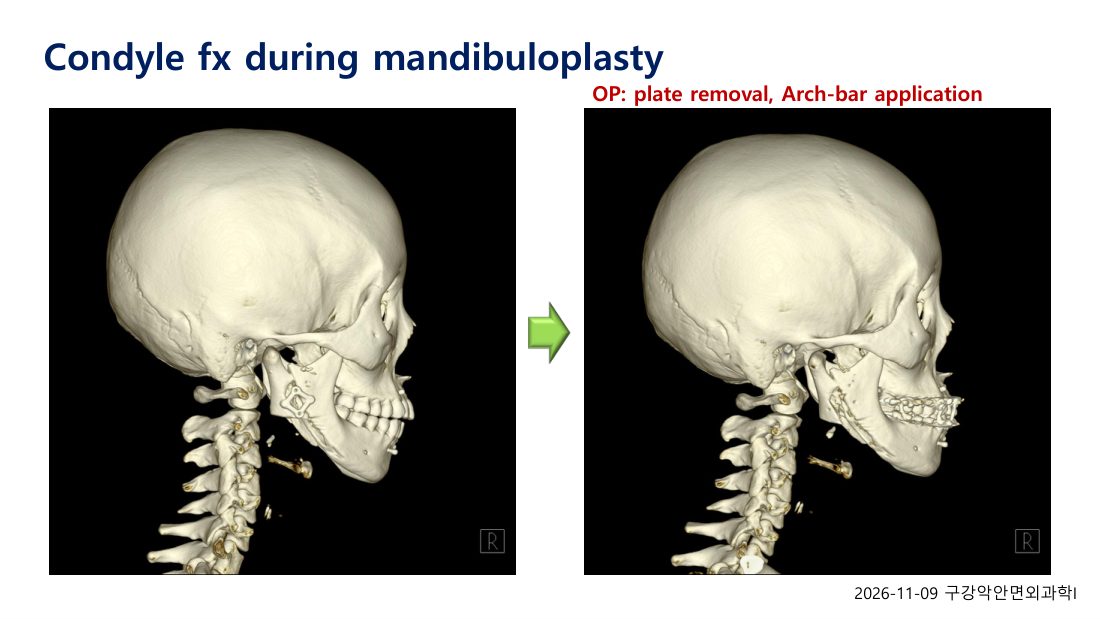 Condyle fx during mandibuloplasty
OP: plate removal, Arch-bar application
R
R
2026-11-09 구강악안면외과학I